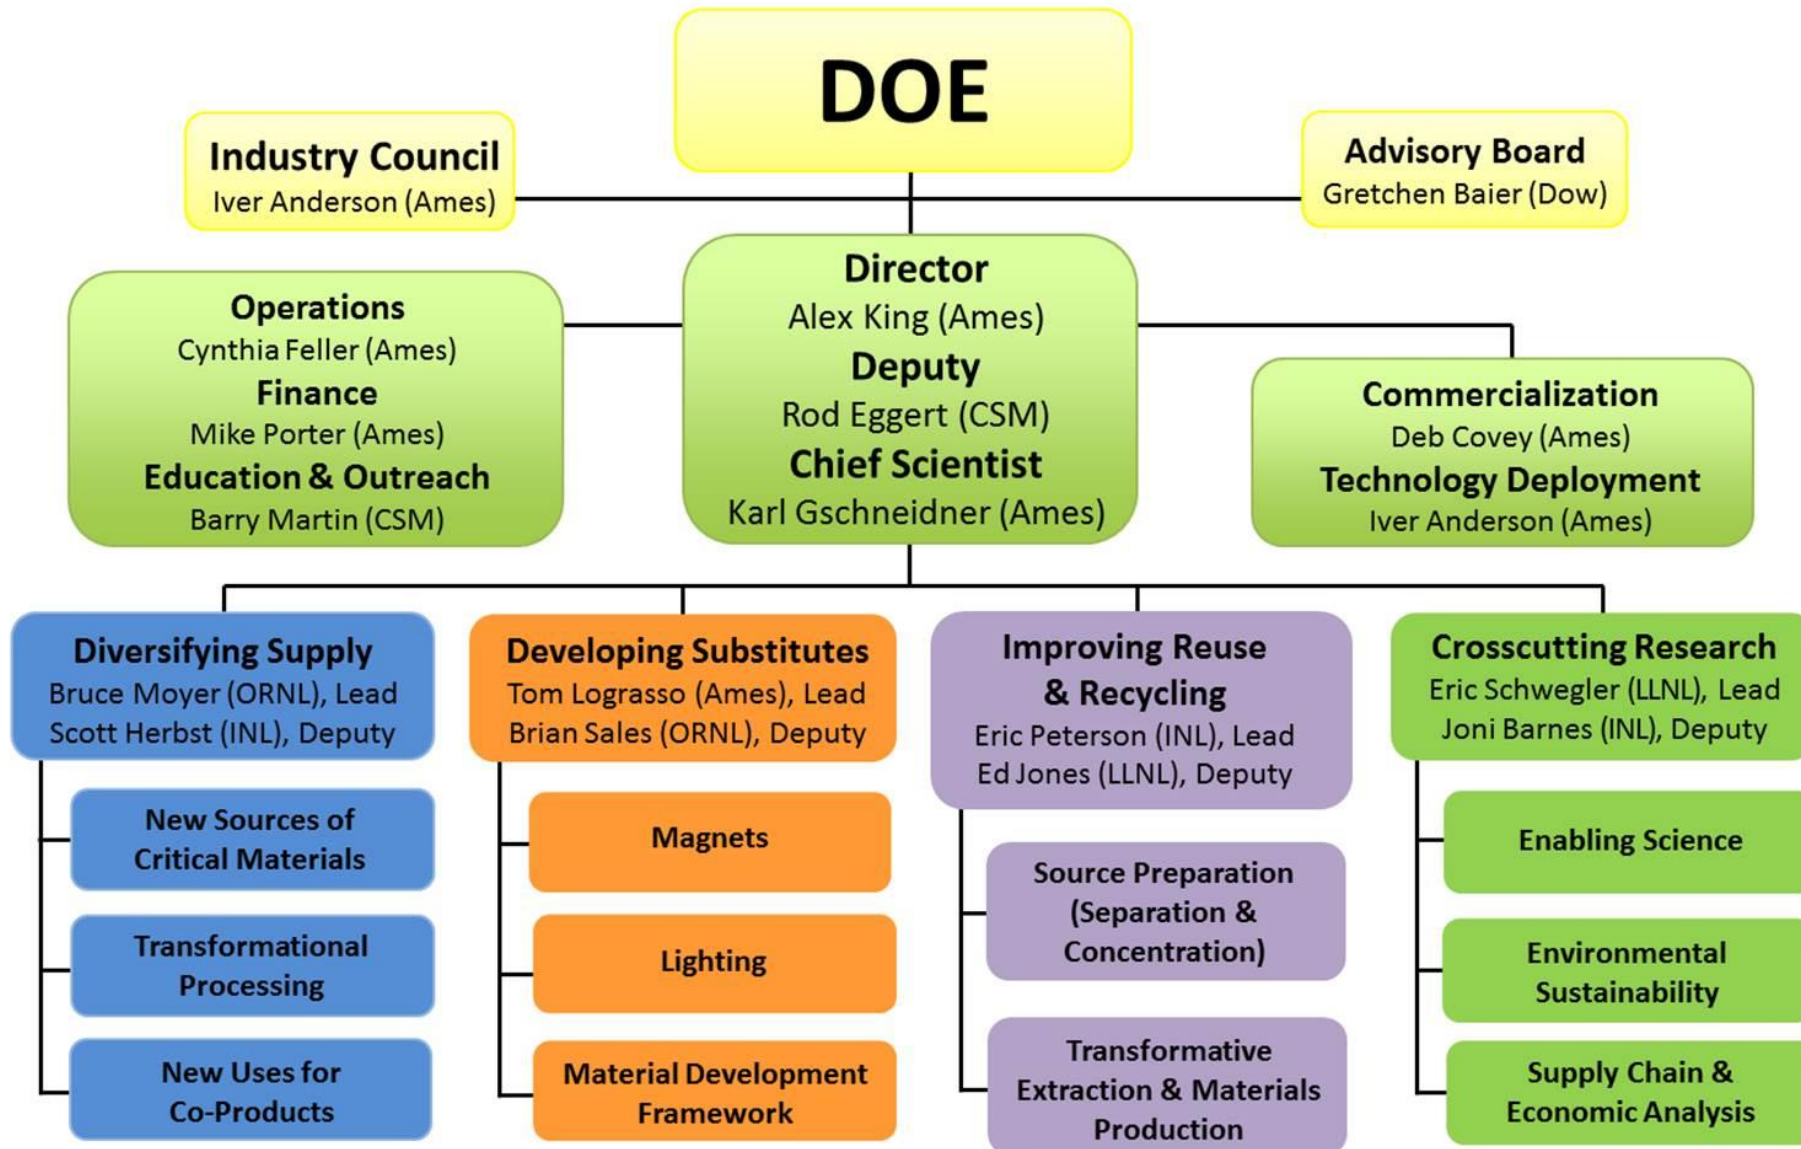 DOE
Industry Council
Iver Anderson (Ames)
Advisory Board
Gretchen Baier (Dow)
Operations
Cynthia Feller (Ames)
Finance
Mike Porter (Ames)
Education & Outreach
Barry Martin (CSM)
Director
Alex King (Ames)
Deputy
Rod Eggert (CSM)
Chief Scientist
Karl Gschneidner (Ames)
Commercialization
Deb Covey (Ames)
Technology Deployment
Iver Anderson (Ames)
Diversifying Supply
Bruce Moyer (ORNL), Lead
Scott Herbst (INL), Deputy
New Sources of
Critical Materials
Transformational
Processing
New Uses for
Co-Products
Developing Substitutes
Tom Lograsso (Ames), Lead
Brian Sales (ORNL), Deputy
Magnets
Lighting
Material Development
Framework
Improving Reuse
& Recycling
Eric Peterson (INL), Lead
Ed Jones (LLNL), Deputy
Source Preparation
(Separation &
Concentration)
Transformative
Extraction & Materials
Production
Crosscutting Research
Eric Schwegler (LLNL), Lead
Joni Barnes (INL), Deputy
Enabling Science
Environmental
Sustainability
Supply Chain &
Economic Analysis